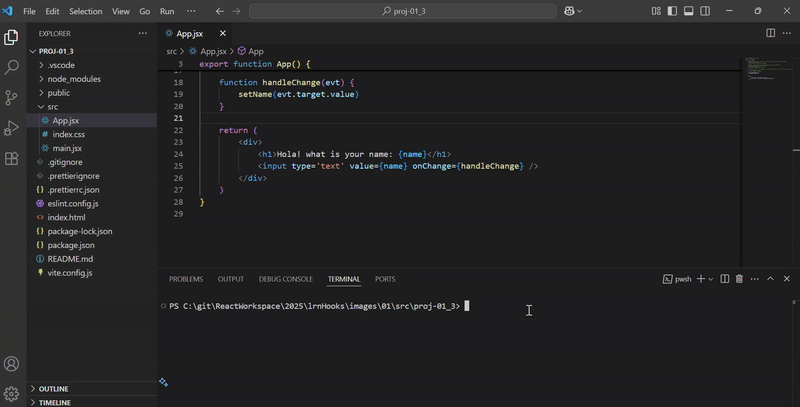 File Edit Selection View Go Run ··· proj-01_3
EXPLORER ···
PROJ-01_3
.vscode
node_modules
public
src
App.jsx
index.css
main.jsx
.gitignore
.prettierignore
.prettierrc.json
eslint.config.js
index.html
package-lock.json
package.json
README.md
vite.config.js
OUTLINE
TIMELINE
App.jsx
src > App.jsx > App
3 export function App() {
18 function handleChange(evt) {
19 setName(evt.target.value)
20 }
21
22 return (
23 <div>
24 <h1>Hola! what is your name: {name}</h1>
25 <input type='text' value={name} onChange={handleChange} />
26 </div>
27 )
28 }
29
PROBLEMS OUTPUT DEBUG CONSOLE TERMINAL PORTS pwsh
PS C:\git\ReactWorkspace\2025\lrnHooks\images\01\src\proj-01_3>